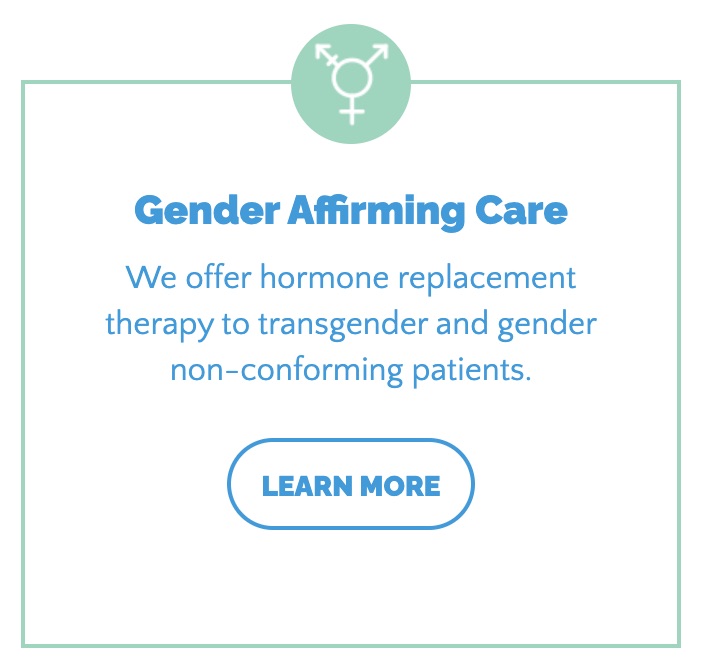 Gender Affirming Care
We offer hormone replacement
therapy to transgender and gender
non-conforming patients.
LEARN MORE